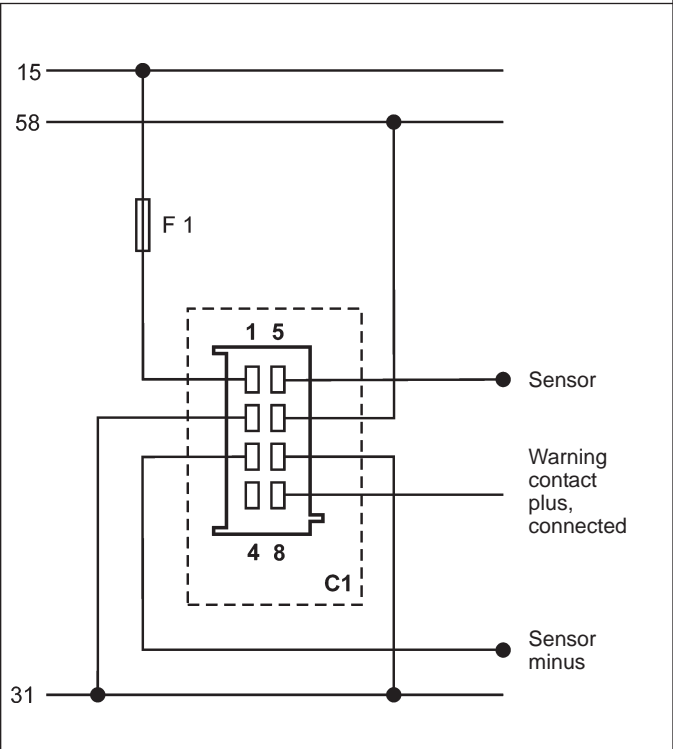 15
58
F 1
1 5
Sensor
Warning
contact
plus,
connected
4 8
C1
Sensor
minus
31